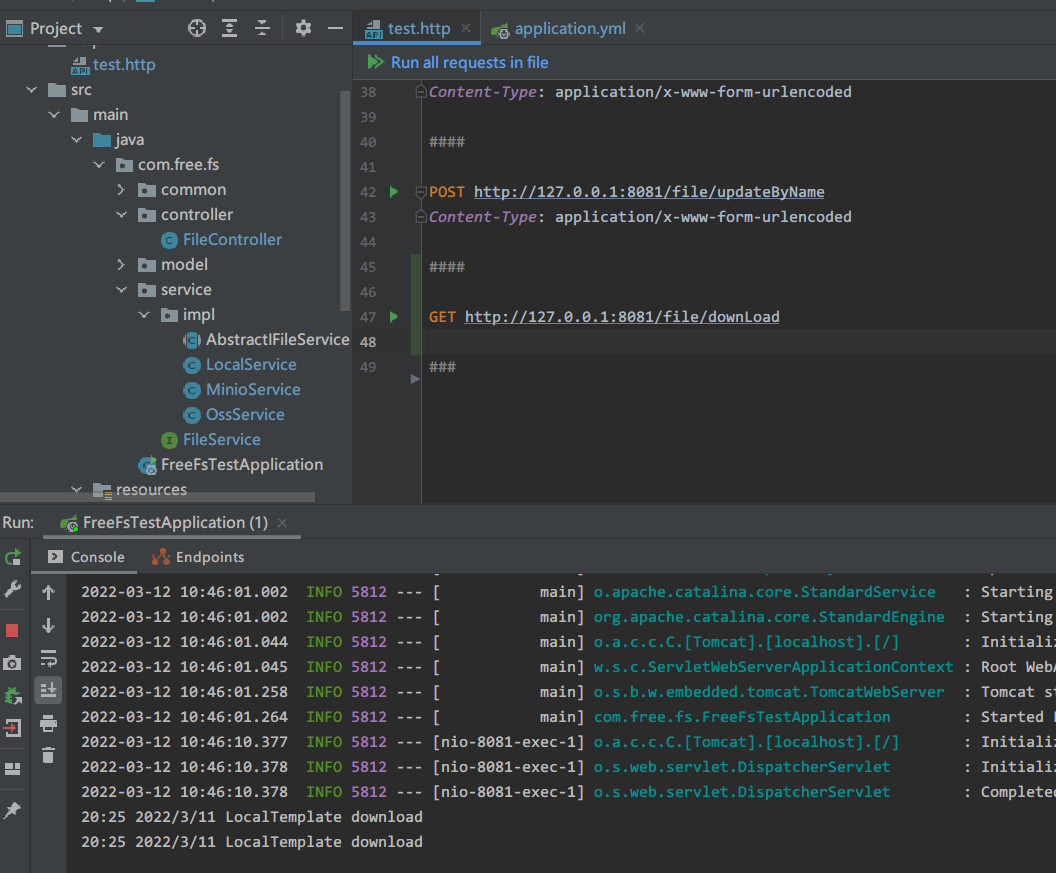 Project
test.http
application.yml
test.http
Run all requests in file
src
main
java
com.free.fs
common
controller
FileController
model
service
impl
AbstractIFileService
LocalService
MinioService
OssService
FileService
FreeFsTestApplication
resources
38 Content-Type: application/x-www-form-urlencoded
39
40 ####
41
42 POST http://127.0.0.1:8081/file/updateByName
43 Content-Type: application/x-www-form-urlencoded
44
45 ####
46
47 GET http://127.0.0.1:8081/file/downLoad
48
49 ###
Run: FreeFsTestApplication (1)
Console Endpoints
2022-03-12 10:46:01.002 INFO 5812 --- [ main] o.apache.catalina.core.StandardService : Starting
2022-03-12 10:46:01.002 INFO 5812 --- [ main] org.apache.catalina.core.StandardEngine : Starting
2022-03-12 10:46:01.044 INFO 5812 --- [ main] o.a.c.c.C.[Tomcat].[localhost].[/] : Initializ
2022-03-12 10:46:01.045 INFO 5812 --- [ main] w.s.c.ServletWebServerApplicationContext : Root WebA
2022-03-12 10:46:01.258 INFO 5812 --- [ main] o.s.b.w.embedded.tomcat.TomcatWebServer : Tomcat st
2022-03-12 10:46:01.264 INFO 5812 --- [ main] com.free.fs.FreeFsTestApplication : Started
2022-03-12 10:46:10.377 INFO 5812 --- [nio-8081-exec-1] o.a.c.c.C.[Tomcat].[localhost].[/] : Initializ
2022-03-12 10:46:10.378 INFO 5812 --- [nio-8081-exec-1] o.s.web.servlet.DispatcherServlet : Initializ
2022-03-12 10:46:10.378 INFO 5812 --- [nio-8081-exec-1] o.s.web.servlet.DispatcherServlet : Completed
20:25 2022/3/11 LocalTemplate download
20:25 2022/3/11 LocalTemplate download